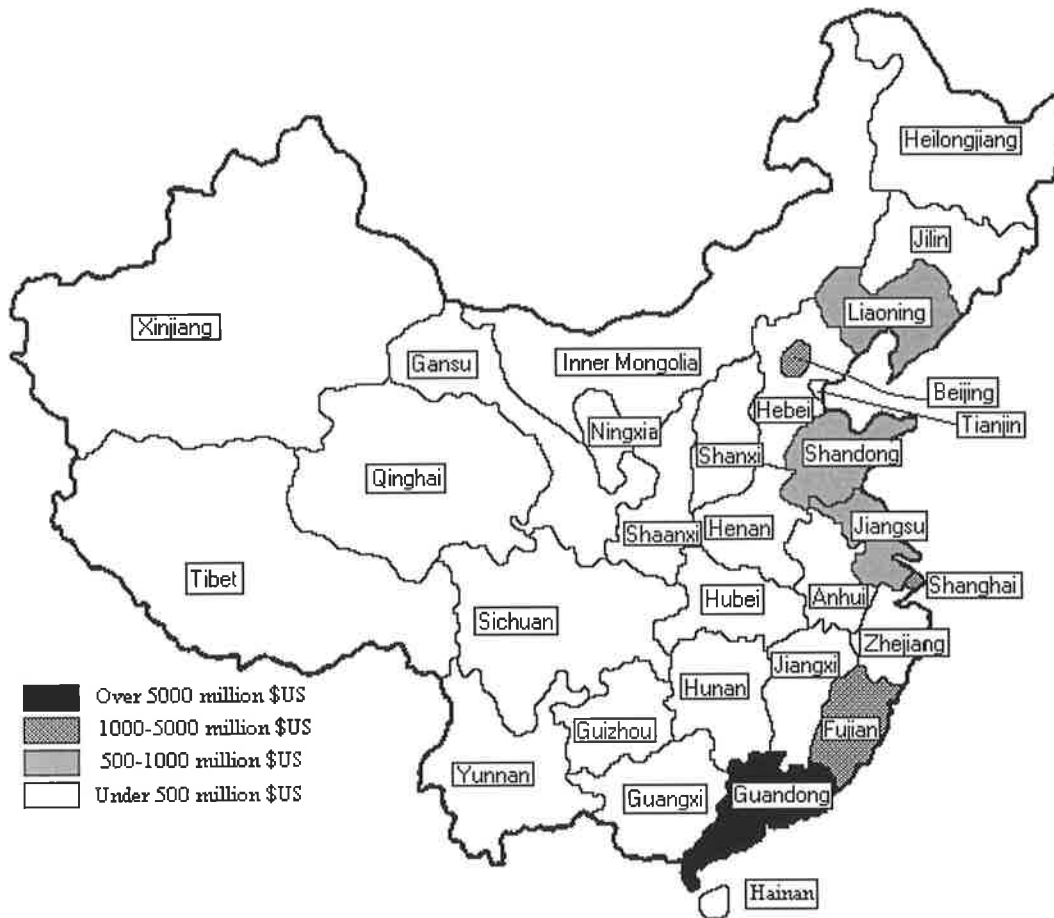 Heilongjiang
Jilin
Liaoning
Xinjiang
Gansu
Inner Mongolia
Beijing
Hebei
Tianjin
Ningxia
Shanxi
Shandong
Qinghai
Shaanxi
Henan
Jiangsu
Tibet
Shanghai
Hubei
Anhui
Sichuan
Zhejiang
Jiangxi
Hunan
Over 5000 million $US
1000-5000 million $US
500-1000 million $US
Under 500 million $US
Guizhou
Fujian
Yunnan
Guangxi
Guandong
Hainan